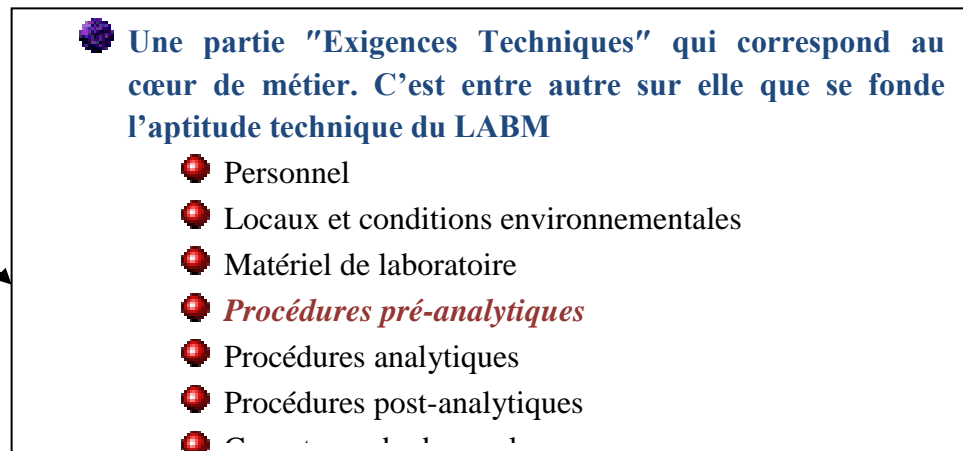 Une partie ″Exigences Techniques″ qui correspond au
cœur de métier. C’est entre autre sur elle que se fonde
l’aptitude technique du LABM
Personnel
Locaux et conditions environnementales
Matériel de laboratoire
Procédures pré-analytiques
Procédures analytiques
Procédures post-analytiques